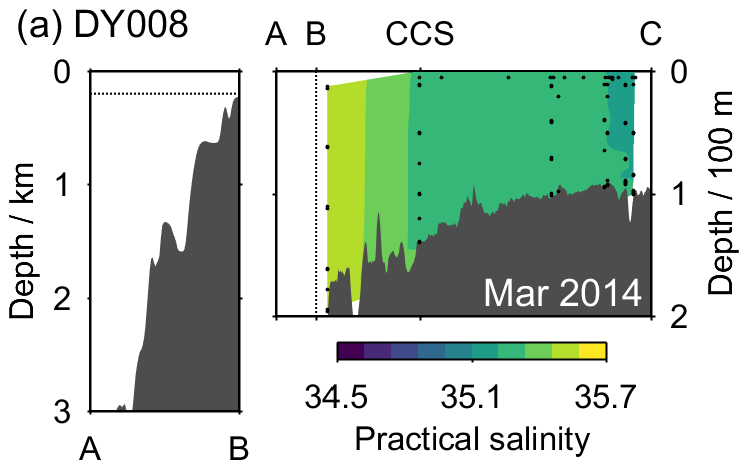 (a) DY008
A B CCS C
0
1
2
3
Depth / km
A B
0
1
2
Depth / 100 m
Mar 2014
34.5 35.1 35.7
Practical salinity